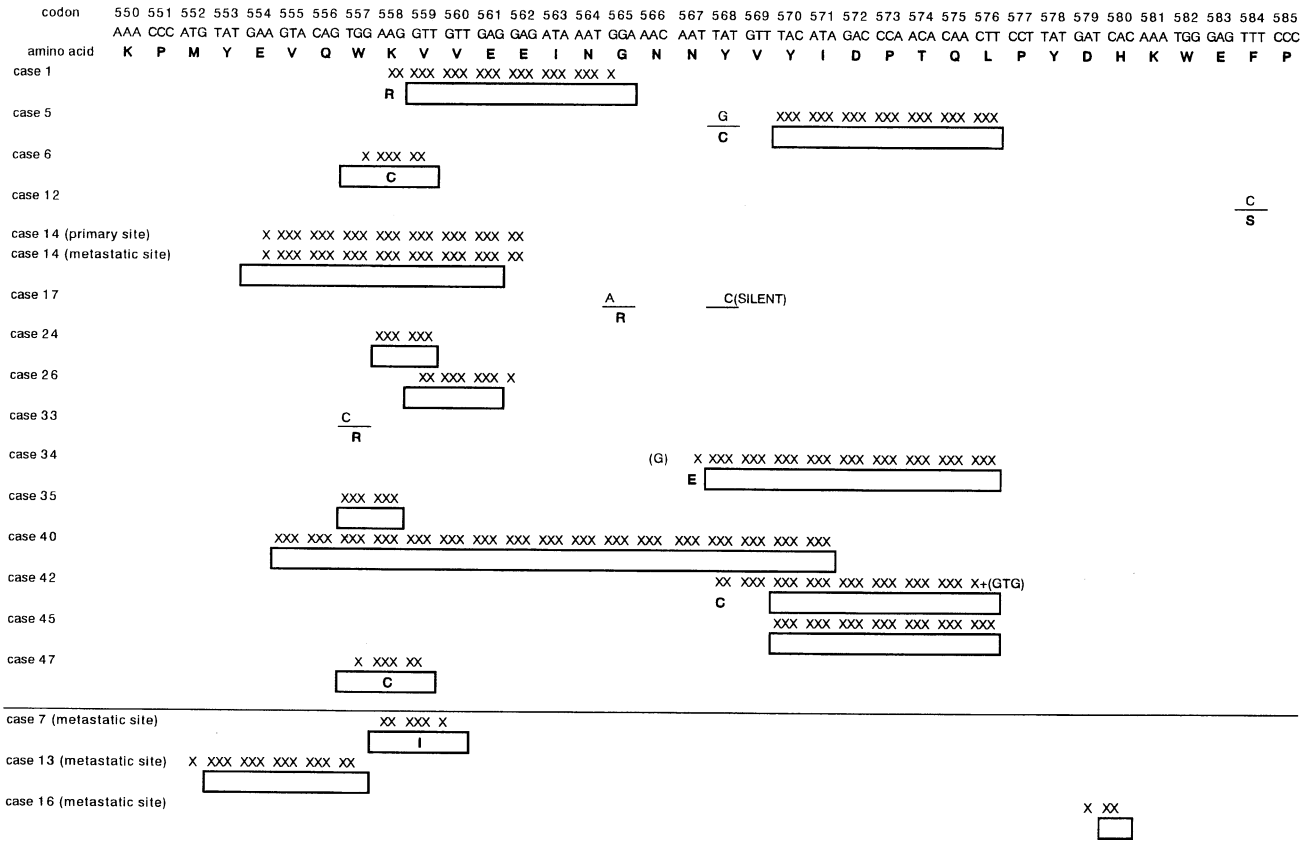 codon 550 551 552 553 554 555 556 557 558 559 560 561 562 563 564 565 566 567 568 569 570 571 572 573 574 575 576 577 578 579 580 581 582 583 584 585
AAA CCC ATG TAT GAA GTA CAG TGG AAG GTT GTT GAG GAG ATA AAT GGA AAC AAT TAT GTT TAC ATA GAC CCA ACA CAA CTT CCT TAT GAT CAC AAA TGG GAG TTT CCC
amino acid K P M Y E V Q W K V V E E I N G N N Y V Y I D P T Q L P Y D H K W E F P
case 1 XX XXX XXX XXX XXX XXX XXX X
R
case 5 G XXX XXX XXX XXX XXX XXX XXX
C
case 6 X XXX XX
C
case 12 C
S
case 14 (primary site) X XXX XXX XXX XXX XXX XXX XXX XX
case 14 (metastatic site) X XXX XXX XXX XXX XXX XXX XXX XX
case 17 A C(SILENT)
R
case 24 XXX XXX
case 26 XX XXX XXX X
case 33 C
R
case 34 (G) X XXX XXX XXX XXX XXX XXX XXX XXX XXX
E
case 35 XXX XXX
case 40 XXX XXX XXX XXX XXX XXX XXX XXX XXX XXX XXX XXX XXX XXX XXX XXX XXX
case 42 XX XXX XXX XXX XXX XXX XXX XXX X+(GTG)
C
case 45 XXX XXX XXX XXX XXX XXX XXX
case 47 X XXX XX
C
case 7 (metastatic site) XX XXX X
I
case 13 (metastatic site) X XXX XXX XXX XXX XX
case 16 (metastatic site) X XX